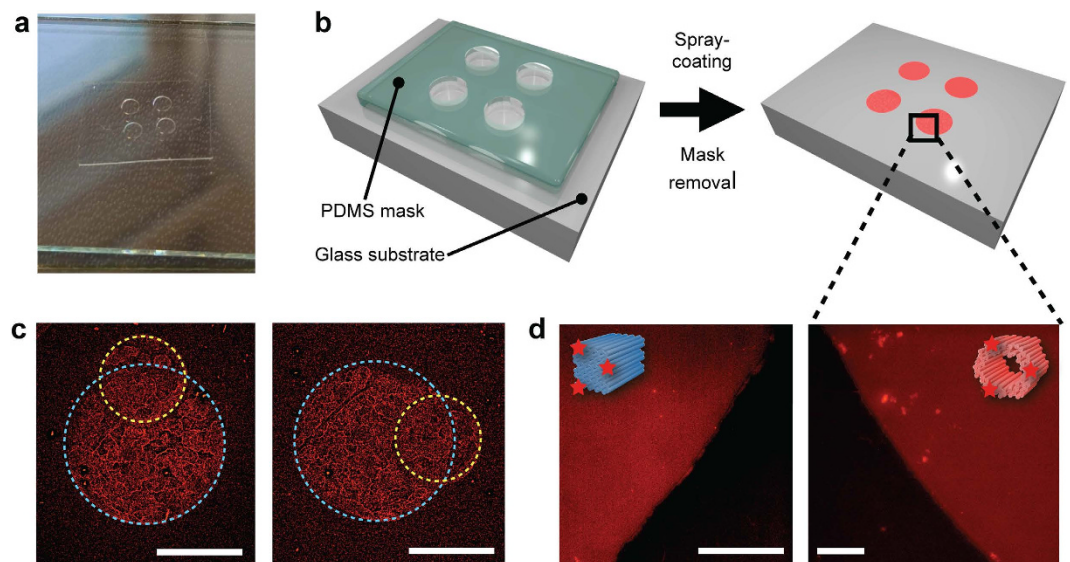 a
b
Spray-
coating
Mask
removal
PDMS mask
Glass substrate
c
d